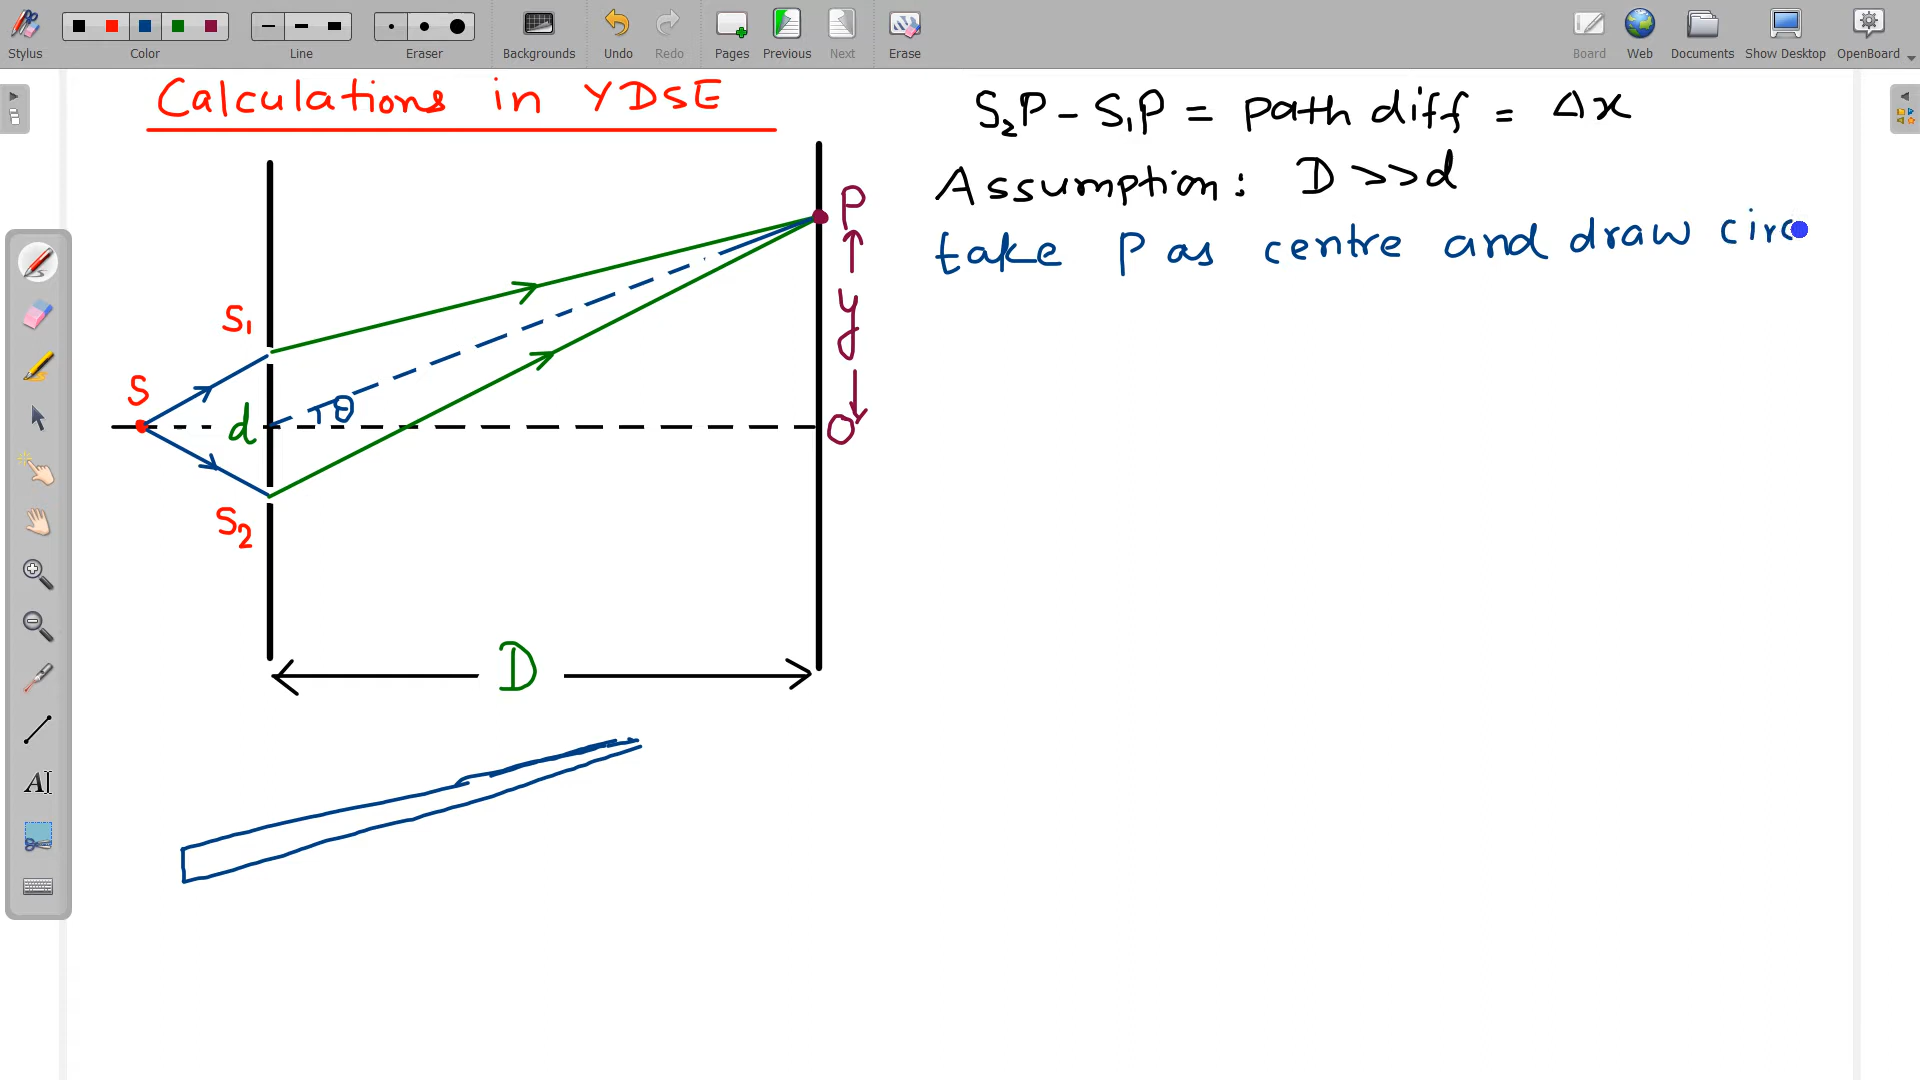 Stylus Color Line Eraser Backgrounds Undo Redo Pages Previous Next Erase Board Web Documents Show Desktop OpenBoard
Calculations in YDSE
S₂P - S₁P = path diff = Δx
Assumption: D >> d
take P as centre and draw circ
P
y
O
S₁
S
d
θ
S₂
D